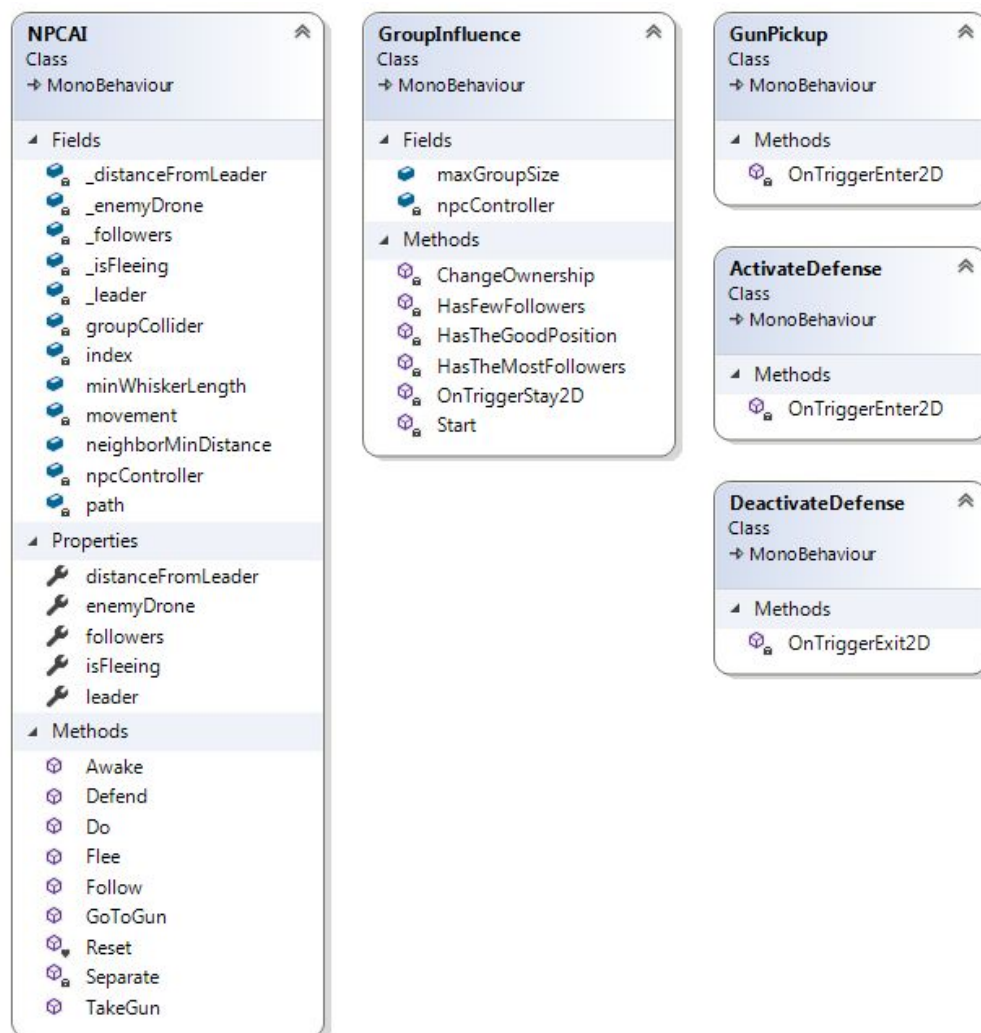 NPCAI
Class
MonoBehaviour
Fields
_distanceFromLeader
_enemyDrone
_followers
_isFleeing
_leader
groupCollider
index
minWhiskerLength
movement
neighborMinDistance
npcController
path
Properties
distanceFromLeader
enemyDrone
followers
isFleeing
leader
Methods
Awake
Defend
Do
Flee
Follow
GoToGun
Reset
Separate
TakeGun
GroupInfluence
Class
MonoBehaviour
Fields
maxGroupSize
npcController
Methods
ChangeOwnership
HasFewFollowers
HasTheGoodPosition
HasTheMostFollowers
OnTriggerStay2D
Start
GunPickup
Class
MonoBehaviour
Methods
OnTriggerEnter2D
ActivateDefense
Class
MonoBehaviour
Methods
OnTriggerEnter2D
DeactivateDefense
Class
MonoBehaviour
Methods
OnTriggerExit2D